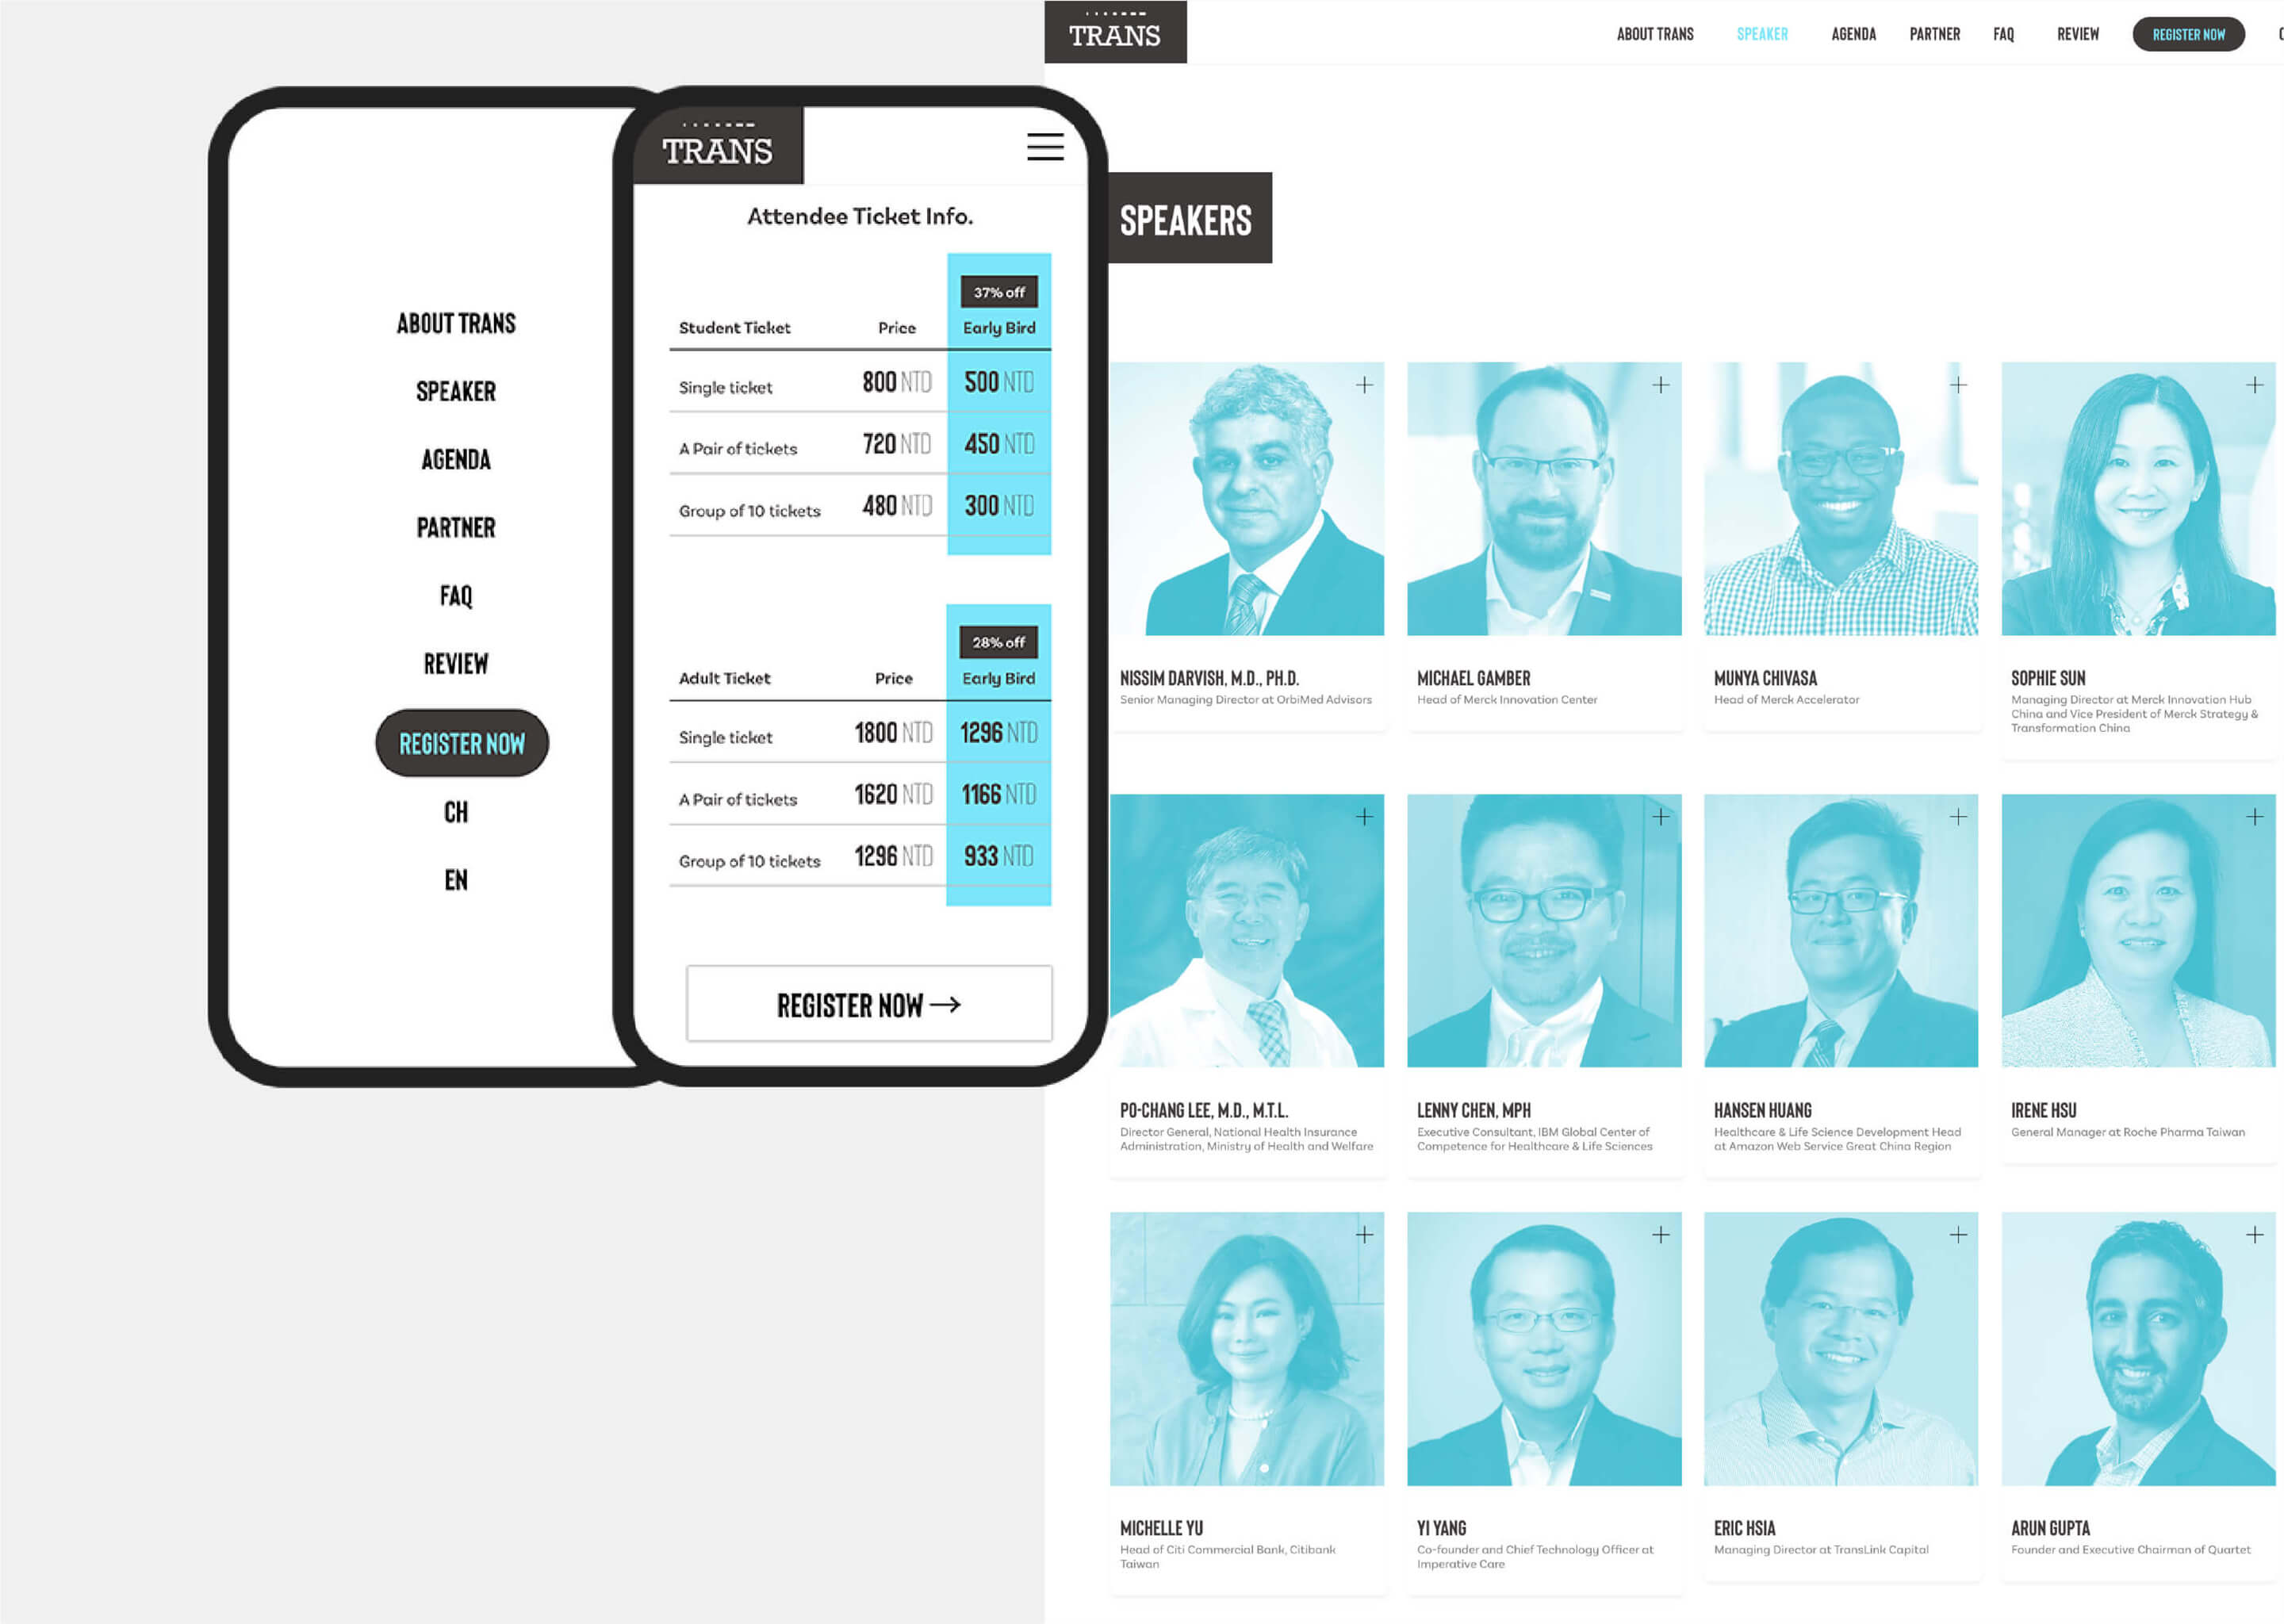 TRANS
ABOUT TRANS
SPEAKER
AGENDA
PARTNER
FAQ
REVIEW
REGISTER NOW
ABOUT TRANS
SPEAKER
AGENDA
PARTNER
FAQ
REVIEW
REGISTER NOW
CH
EN
TRANS
Attendee Ticket Info.
37% off
Student Ticket Price Early Bird
Single ticket 800 NTD 500 NTD
A Pair of tickets 720 NTD 450 NTD
Group of 10 tickets 480 NTD 300 NTD
28% off
Adult Ticket Price Early Bird
Single ticket 1800 NTD 1296 NTD
A Pair of tickets 1620 NTD 1166 NTD
Group of 10 tickets 1296 NTD 933 NTD
REGISTER NOW →
SPEAKERS
NISSIM DARVISH, M.D., PH.D.
Senior Managing Director at OrbiMed Advisors
MICHAEL GAMBER
Head of Merck Innovation Center
MUNYA CHIVASA
Head of Merck Accelerator
SOPHIE SUN
Managing Director at Merck Innovation Hub
China and Vice President of Merck Strategy &
Transformation China
PO-CHANG LEE, M.D., M.T.L.
Director General, National Health Insurance
Administration, Ministry of Health and Welfare
LENNY CHEN, MPH
Executive Consultant, IBM Global Center of
Competence for Healthcare & Life Sciences
HANSEN HUANG
Healthcare & Life Science Development Head
at Amazon Web Service Great China Region
IRENE HSU
General Manager at Roche Pharma Taiwan
MICHELLE YU
Head of Citi Commercial Bank, Citibank
Taiwan
YI YANG
Co-founder and Chief Technology Officer at
Imperative Care
ERIC HSIA
Managing Director at TransLink Capital
ARUN GUPTA
Founder and Executive Chairman of Quartet